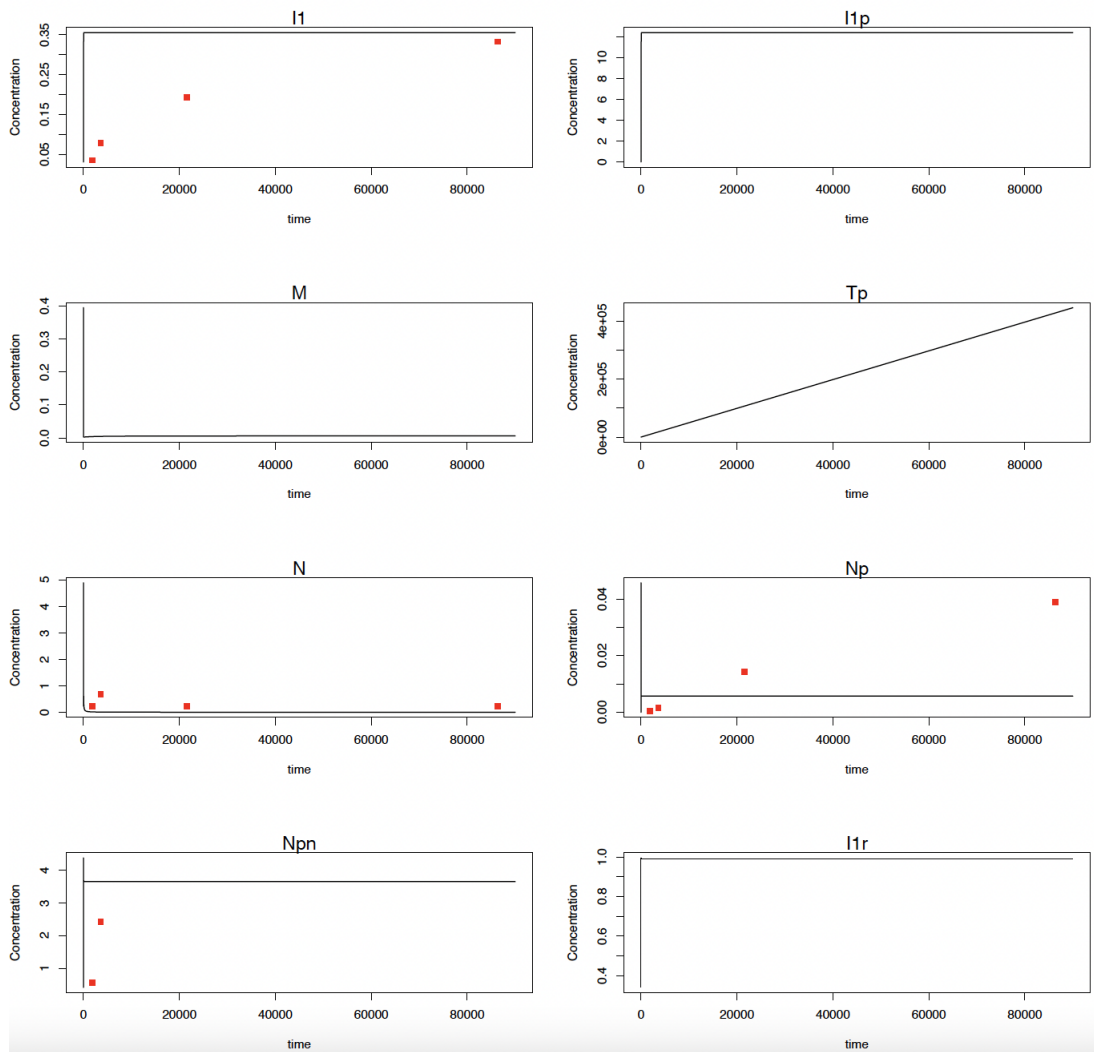 I1
Concentration
0.05 0.15 0.25 0.35
0 20000 40000 60000 80000
time
I1p
Concentration
0 2 4 6 8 10
0 20000 40000 60000 80000
time
M
Concentration
0.0 0.1 0.2 0.3 0.4
0 20000 40000 60000 80000
time
Tp
Concentration
0e+00 2e+05 4e+05
0 20000 40000 60000 80000
time
N
Concentration
0 1 2 3 4 5
0 20000 40000 60000 80000
time
Np
Concentration
0.00 0.02 0.04
0 20000 40000 60000 80000
time
Npn
Concentration
1 2 3 4
0 20000 40000 60000 80000
time
I1r
Concentration
0.4 0.6 0.8 1.0
0 20000 40000 60000 80000
time